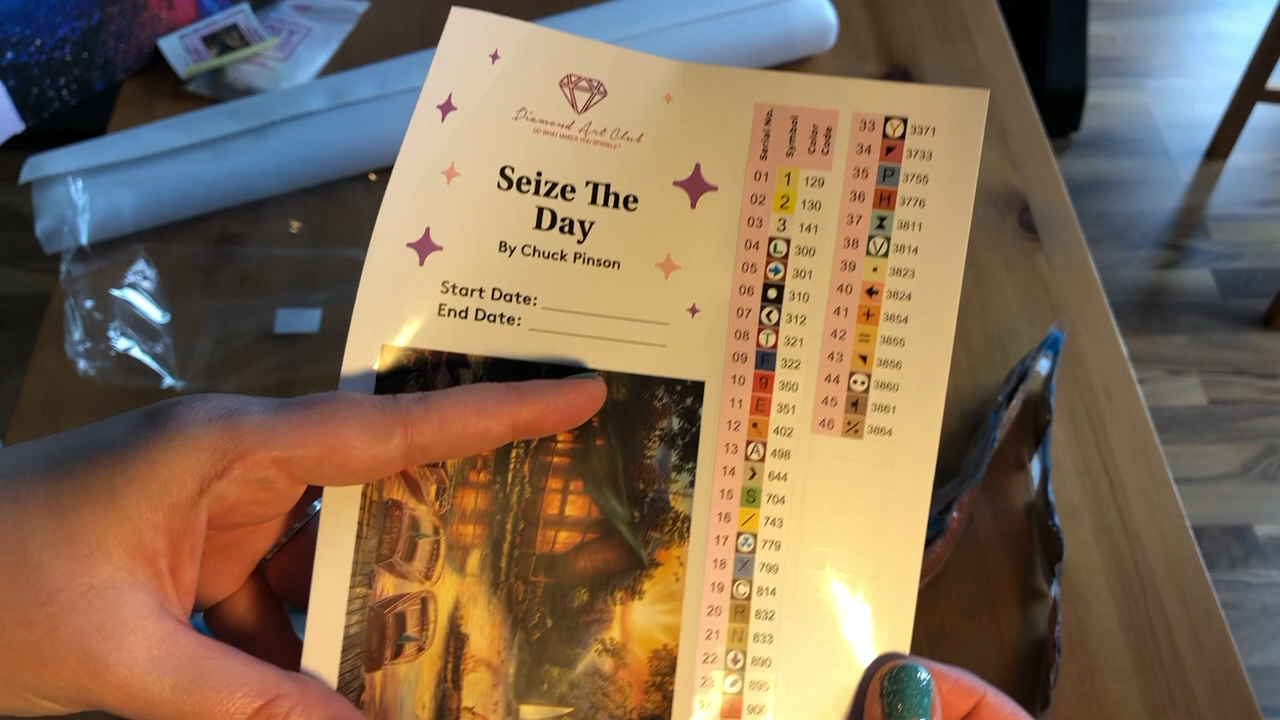 Diamond Art Club
DO WHAT MAKES YOU SPARKLE
Seize The
Day
By Chuck Pinson
Start Date:
End Date:
Serial No. Symbol Color Code
01 1 129
02 2 130
03 3 141
04 L 300
05 301
06 310
07 312
08 T 321
09 F 322
10 9 350
11 E 351
12 402
13 A 498
14 644
15 S 704
16 / 743
17 779
18 X 799
19 C 814
20 R 832
21 N 833
22 890
23 895
33 Y 3371
34 3733
35 P 3755
36 H 3776
37 3811
38 V 3814
39 3823
40 3824
41 + 3854
42 = 3855
43 3856
44 3860
45 3861
46 3864